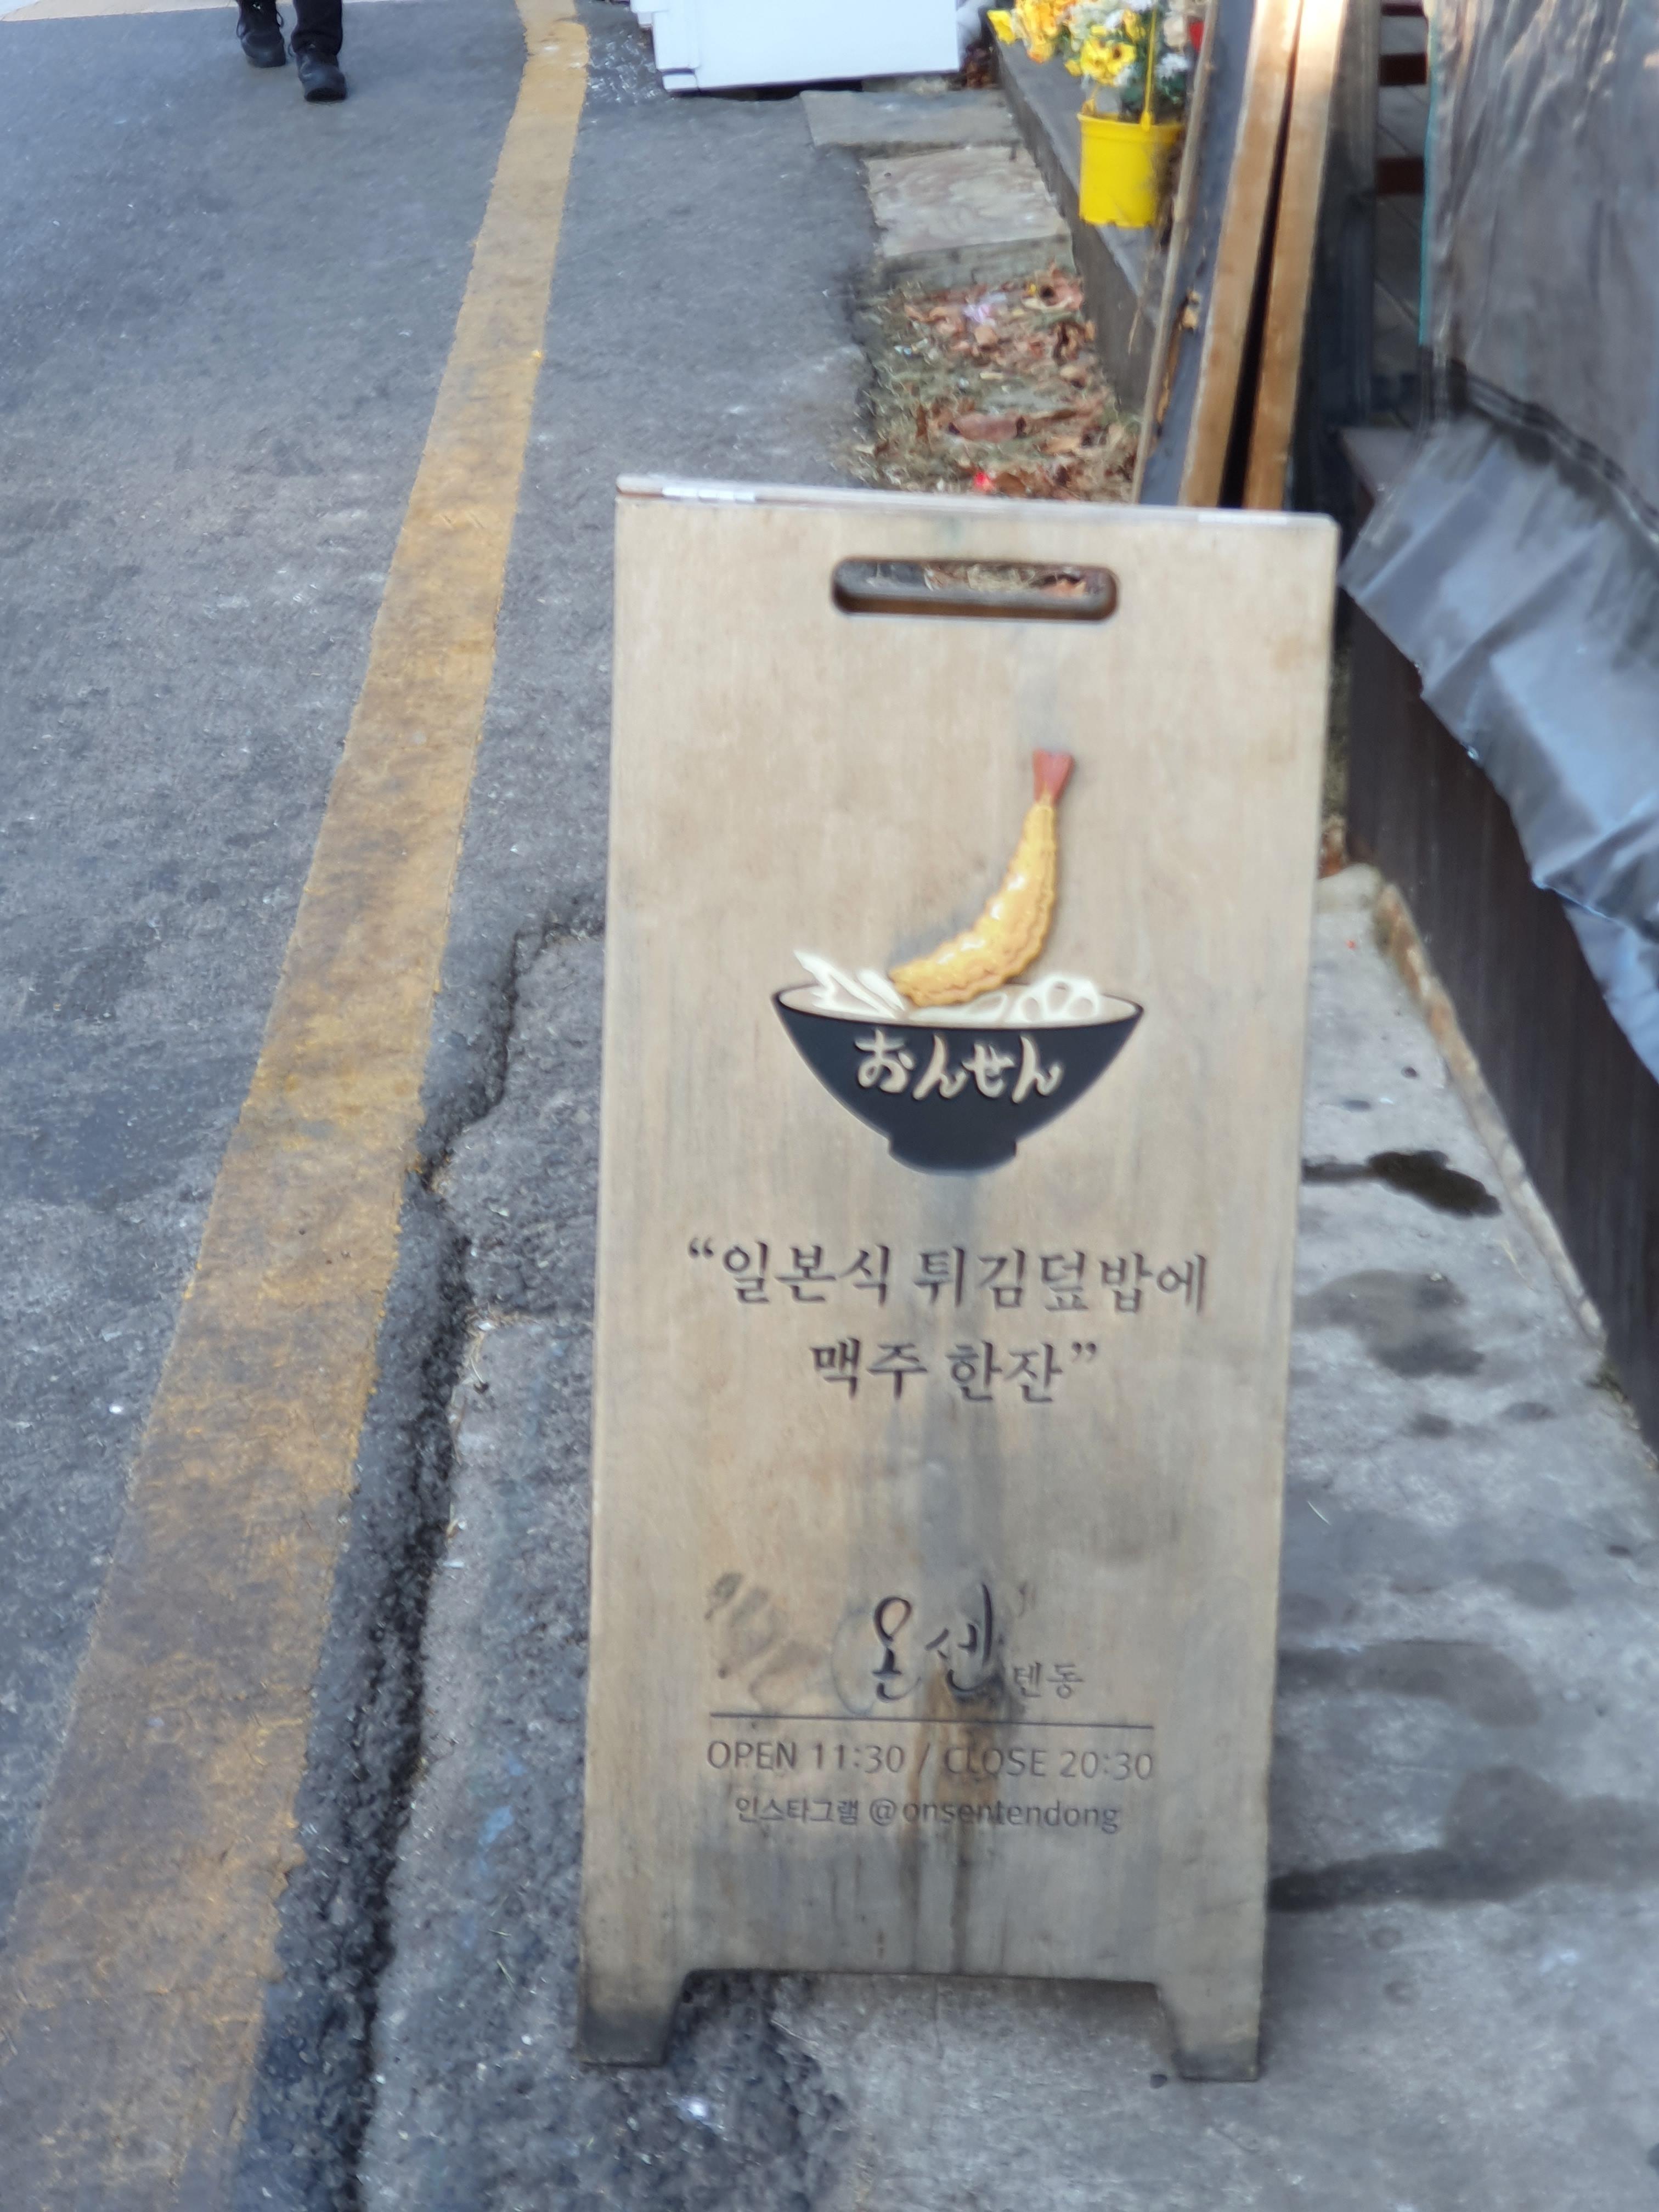 おんせん
“일본식 튀김덮밥에
맥주 한잔”
온센 텐동
OPEN 11:30 / CLOSE 20:30
인스타그램 @onsentendong